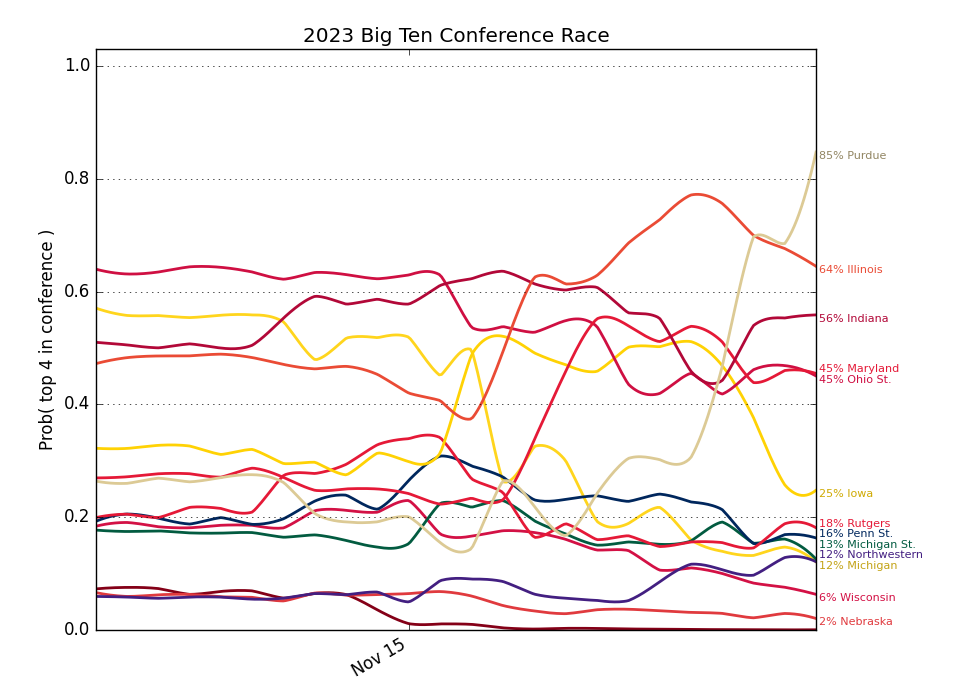 2023 Big Ten Conference Race
Prob( top 4 in conference )
1.0
0.8
0.6
0.4
0.2
0.0
Nov 15
85% Purdue
64% Illinois
56% Indiana
45% Maryland
45% Ohio St.
25% Iowa
18% Rutgers
16% Penn St.
13% Michigan St.
12% Northwestern
12% Michigan
6% Wisconsin
2% Nebraska